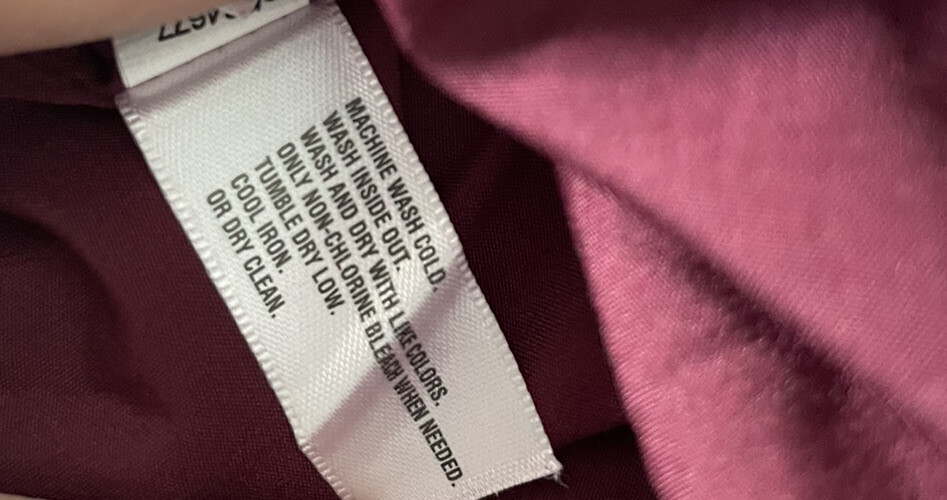 MACHINE WASH COLD.
WASH INSIDE OUT.
WASH AND DRY WITH LIKE COLORS.
ONLY NON-CHLORINE BLEACH WHEN NEEDED.
TUMBLE DRY LOW.
COOL IRON.
OR DRY CLEAN.